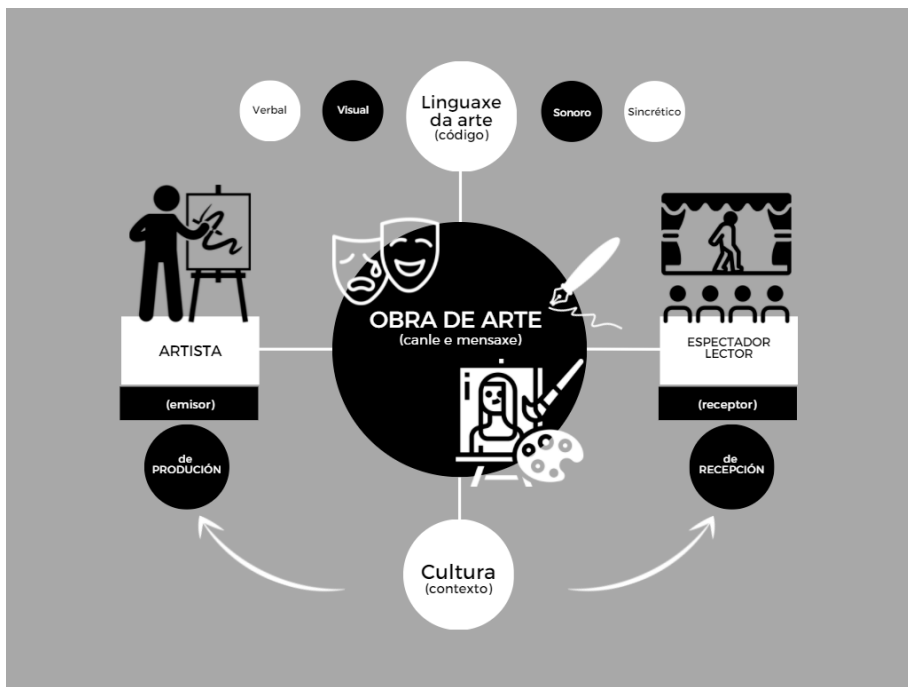 Verbal
Visual
Linguaxe
da arte
(código)
Sonoro
Sincrético
OBRA DE ARTE
(canle e mensaxe)
ARTISTA
(emisor)
de
PRODUCIÓN
ESPECTADOR
LECTOR
(receptor)
de
RECEPCIÓN
Cultura
(contexto)